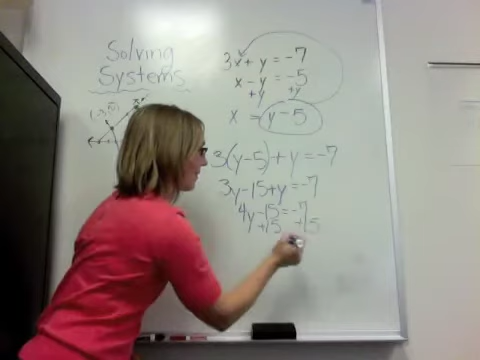 Solving
Systems
3x + y = -7
x - y = -5
+y +y
x = y - 5
3(y-5) + y = -7
3y - 15 + y = -7
4y - 15 = -7
+15 +15